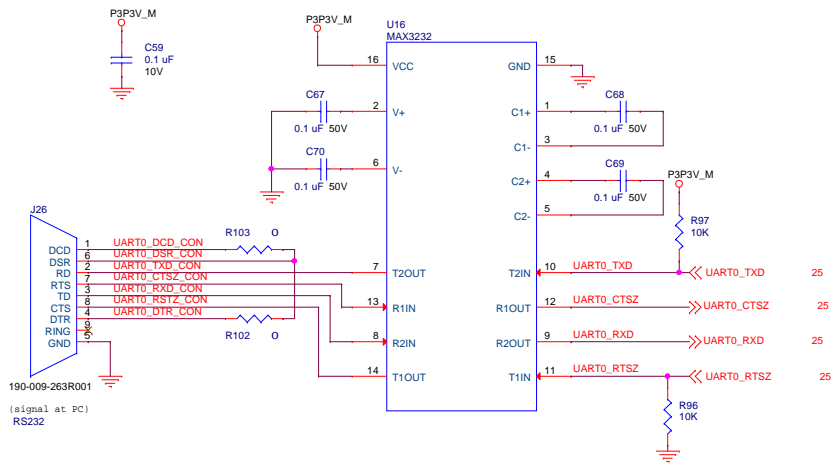 P3P3V_M
C59
0.1 uF
10V
P3P3V_M
U16
MAX3232
16 VCC
GND 15
C67
2 V+
0.1 uF 50V
C70
6 V-
0.1 uF 50V
C1+ 1
C68
0.1 uF 50V
C1- 3
C2+ 4
C69
0.1 uF 50V
C2- 5
P3P3V_M
R97
10K
J26
DCD 1 UART0_DCD_CON
R103 0
DSR 6 UART0_DSR_CON
RD 2 UART0_TXD_CON
RTS 7 UART0_CTSZ_CON
TD 3 UART0_RXD_CON
CTS 8 UART0_RSTZ_CON
DTR 4 UART0_DTR_CON
R102 0
RING 9
GND 5
190-009-263R001
(signal at PC)
RS232
7 T2OUT
13 R1IN
8 R2IN
14 T1OUT
T2IN 10 UART0_TXD UART0_TXD 25
R1OUT 12 UART0_CTSZ UART0_CTSZ 25
R2OUT 9 UART0_RXD UART0_RXD 25
T1IN 11 UART0_RTSZ UART0_RTSZ 25
R96
10K